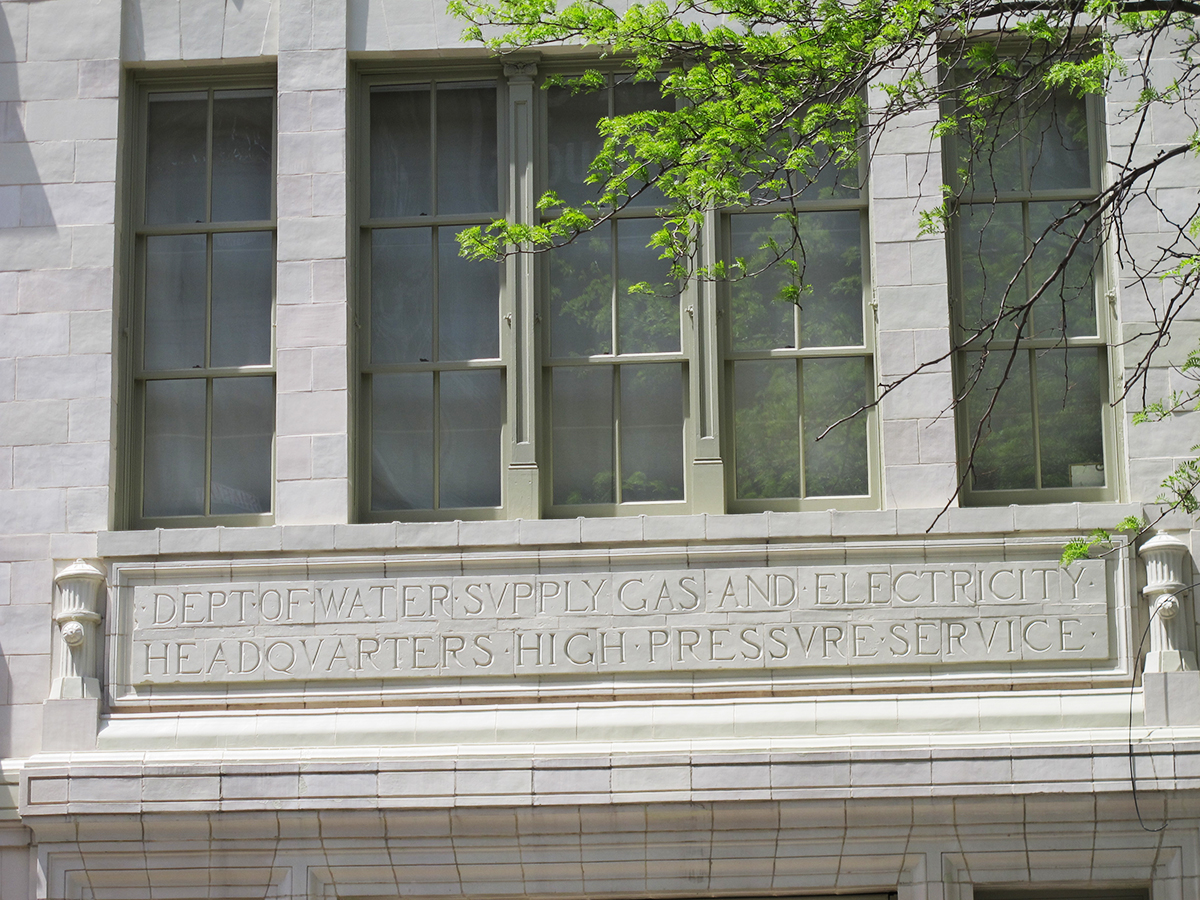 ·DEPT·OF·WATER·SVPPLY GAS·AND·ELECTRICITY
HEADQVARTERS·HIGH·PRESSVRE·SERVICE·